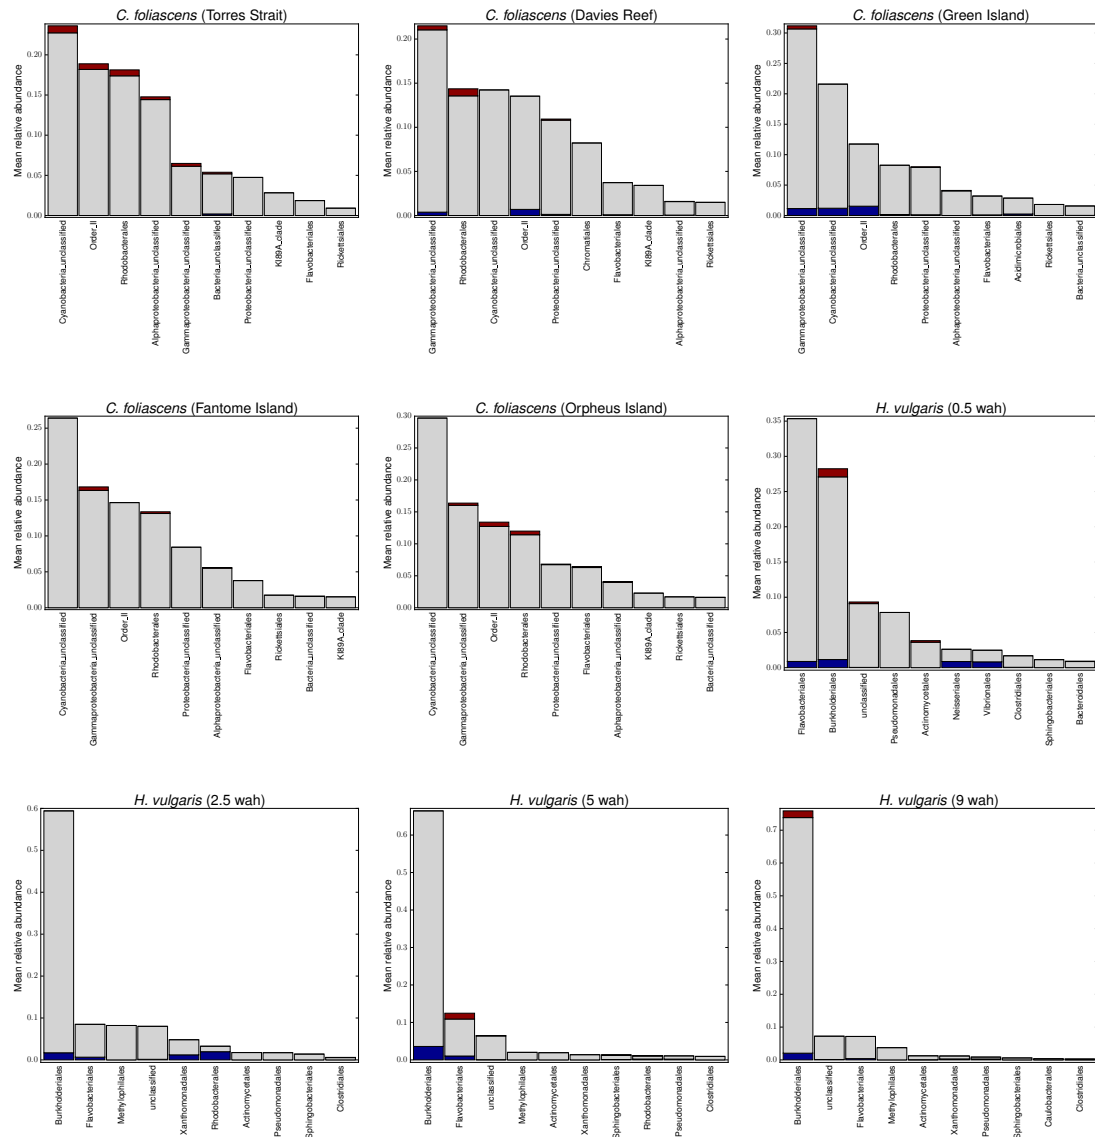 C. foliascens (Torres Strait)
Mean relative abundance
0.20
0.15
0.10
0.05
0.00
Cyanobacteria_unclassified
Order_II
Rhodobacterales
Alphaproteobacteria_unclassified
Gammaproteobacteria_unclassified
Bacteria_unclassified
Proteobacteria_unclassified
KI89A_clade
Flavobacteriales
Rickettsiales
C. foliascens (Davies Reef)
Mean relative abundance
0.20
0.15
0.10
0.05
0.00
Gammaproteobacteria_unclassified
Rhodobacterales
Cyanobacteria_unclassified
Order_II
Proteobacteria_unclassified
Chromatiales
Flavobacteriales
KI89A_clade
Alphaproteobacteria_unclassified
Rickettsiales
C. foliascens (Green Island)
Mean relative abundance
0.30
0.25
0.20
0.15
0.10
0.05
0.00
Gammaproteobacteria_unclassified
Cyanobacteria_unclassified
Order_II
Rhodobacterales
Proteobacteria_unclassified
Alphaproteobacteria_unclassified
Flavobacteriales
Acidimicrobiales
Rickettsiales
Bacteria_unclassified
C. foliascens (Fantome Island)
Mean relative abundance
0.25
0.20
0.15
0.10
0.05
0.00
Cyanobacteria_unclassified
Gammaproteobacteria_unclassified
Order_II
Rhodobacterales
Proteobacteria_unclassified
Alphaproteobacteria_unclassified
Flavobacteriales
Rickettsiales
Bacteria_unclassified
KI89A_clade
C. foliascens (Orpheus Island)
Mean relative abundance
0.30
0.25
0.20
0.15
0.10
0.05
0.00
Cyanobacteria_unclassified
Gammaproteobacteria_unclassified
Order_II
Rhodobacterales
Proteobacteria_unclassified
Flavobacteriales
Alphaproteobacteria_unclassified
KI89A_clade
Rickettsiales
Bacteria_unclassified
H. vulgaris (0.5 wah)
Mean relative abundance
0.35
0.30
0.25
0.20
0.15
0.10
0.05
0.00
Flavobacteriales
Burkholderiales
unclassified
Pseudomonadales
Actinomycetales
Neisseriales
Vibrionales
Clostridiales
Sphingobacteriales
Bacteroidales
H. vulgaris (2.5 wah)
Mean relative abundance
0.6
0.5
0.4
0.3
0.2
0.1
0.0
Burkholderiales
Flavobacteriales
Methylophilales
unclassified
Xanthomonadales
Rhodobacterales
Actinomycetales
Pseudomonadales
Sphingobacteriales
Clostridiales
H. vulgaris (5 wah)
Mean relative abundance
0.6
0.5
0.4
0.3
0.2
0.1
0.0
Burkholderiales
Flavobacteriales
unclassified
Methylophilales
Actinomycetales
Xanthomonadales
Sphingobacteriales
Rhodobacterales
Pseudomonadales
Clostridiales
H. vulgaris (9 wah)
Mean relative abundance
0.7
0.6
0.5
0.4
0.3
0.2
0.1
0.0
Burkholderiales
unclassified
Flavobacteriales
Methylophilales
Actinomycetales
Xanthomonadales
Pseudomonadales
Sphingobacteriales
Caulobacterales
Clostridiales